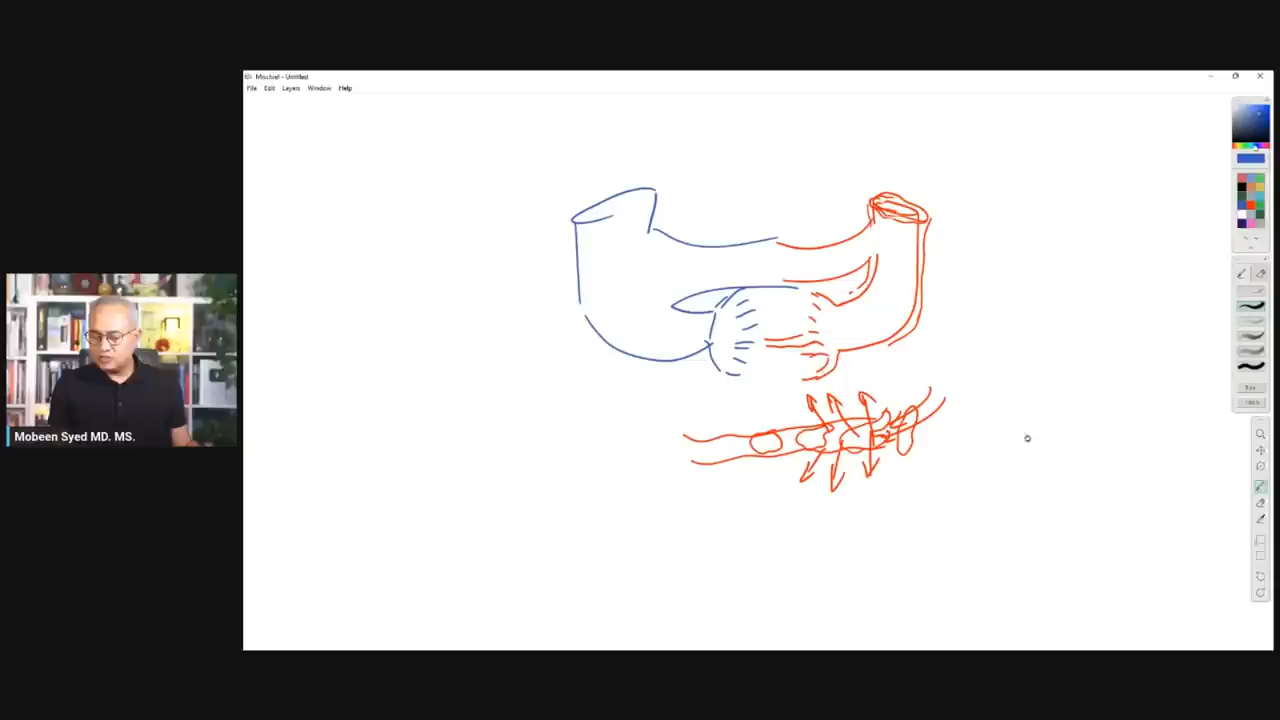 Mischief - Untitled
File Edit Layers Window Help
Mobeen Syed MD. MS.